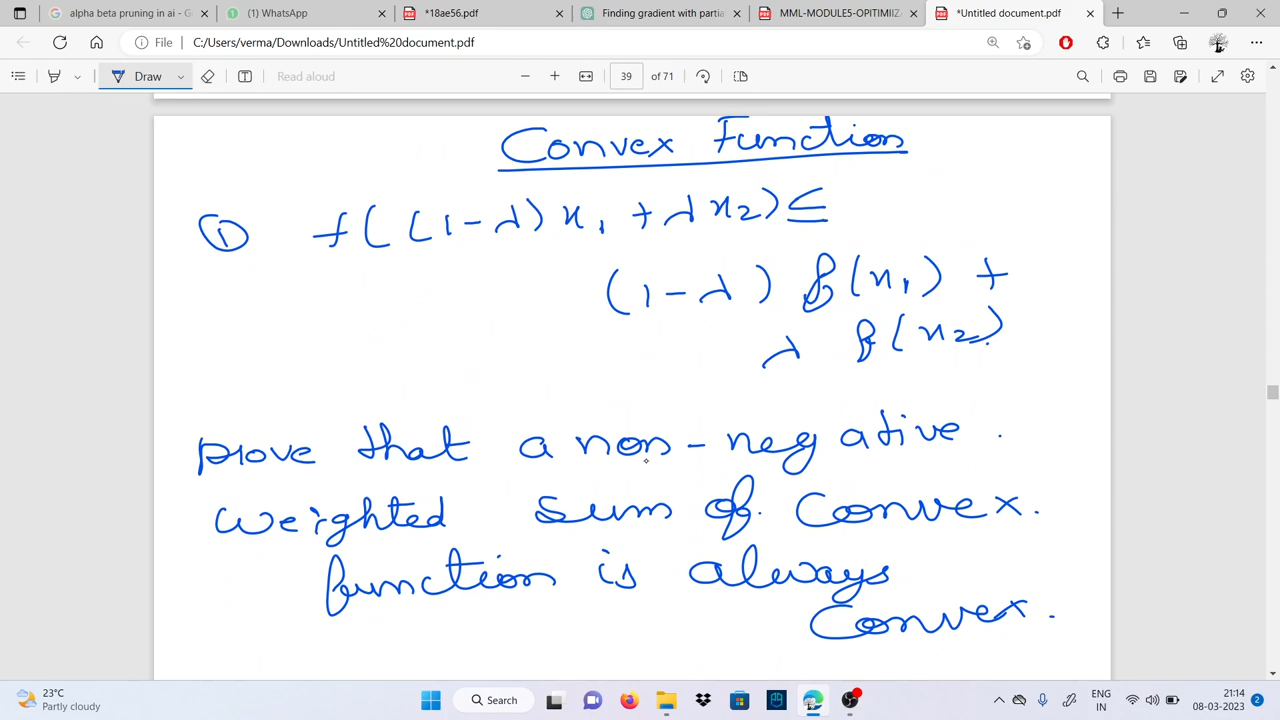 alpha beta pruning in ai - G
(1) WhatsApp
*18ae56.pdf
Finding gradient with partia
MML-MODULE5-OPITIMIZA
*Untitled document.pdf
File
C:/Users/verma/Downloads/Untitled%20document.pdf
Draw
Read aloud
39 of 71
Convex Function
① f((1-λ)x₁ + λx₂) ≤
(1-λ) f(x₁) +
λ f(x₂)
prove that a non-negative.
weighted sum of. Convex.
function is always
Convex.
23°C
Partly cloudy
Search
ENG
IN
21:14
08-03-2023
2